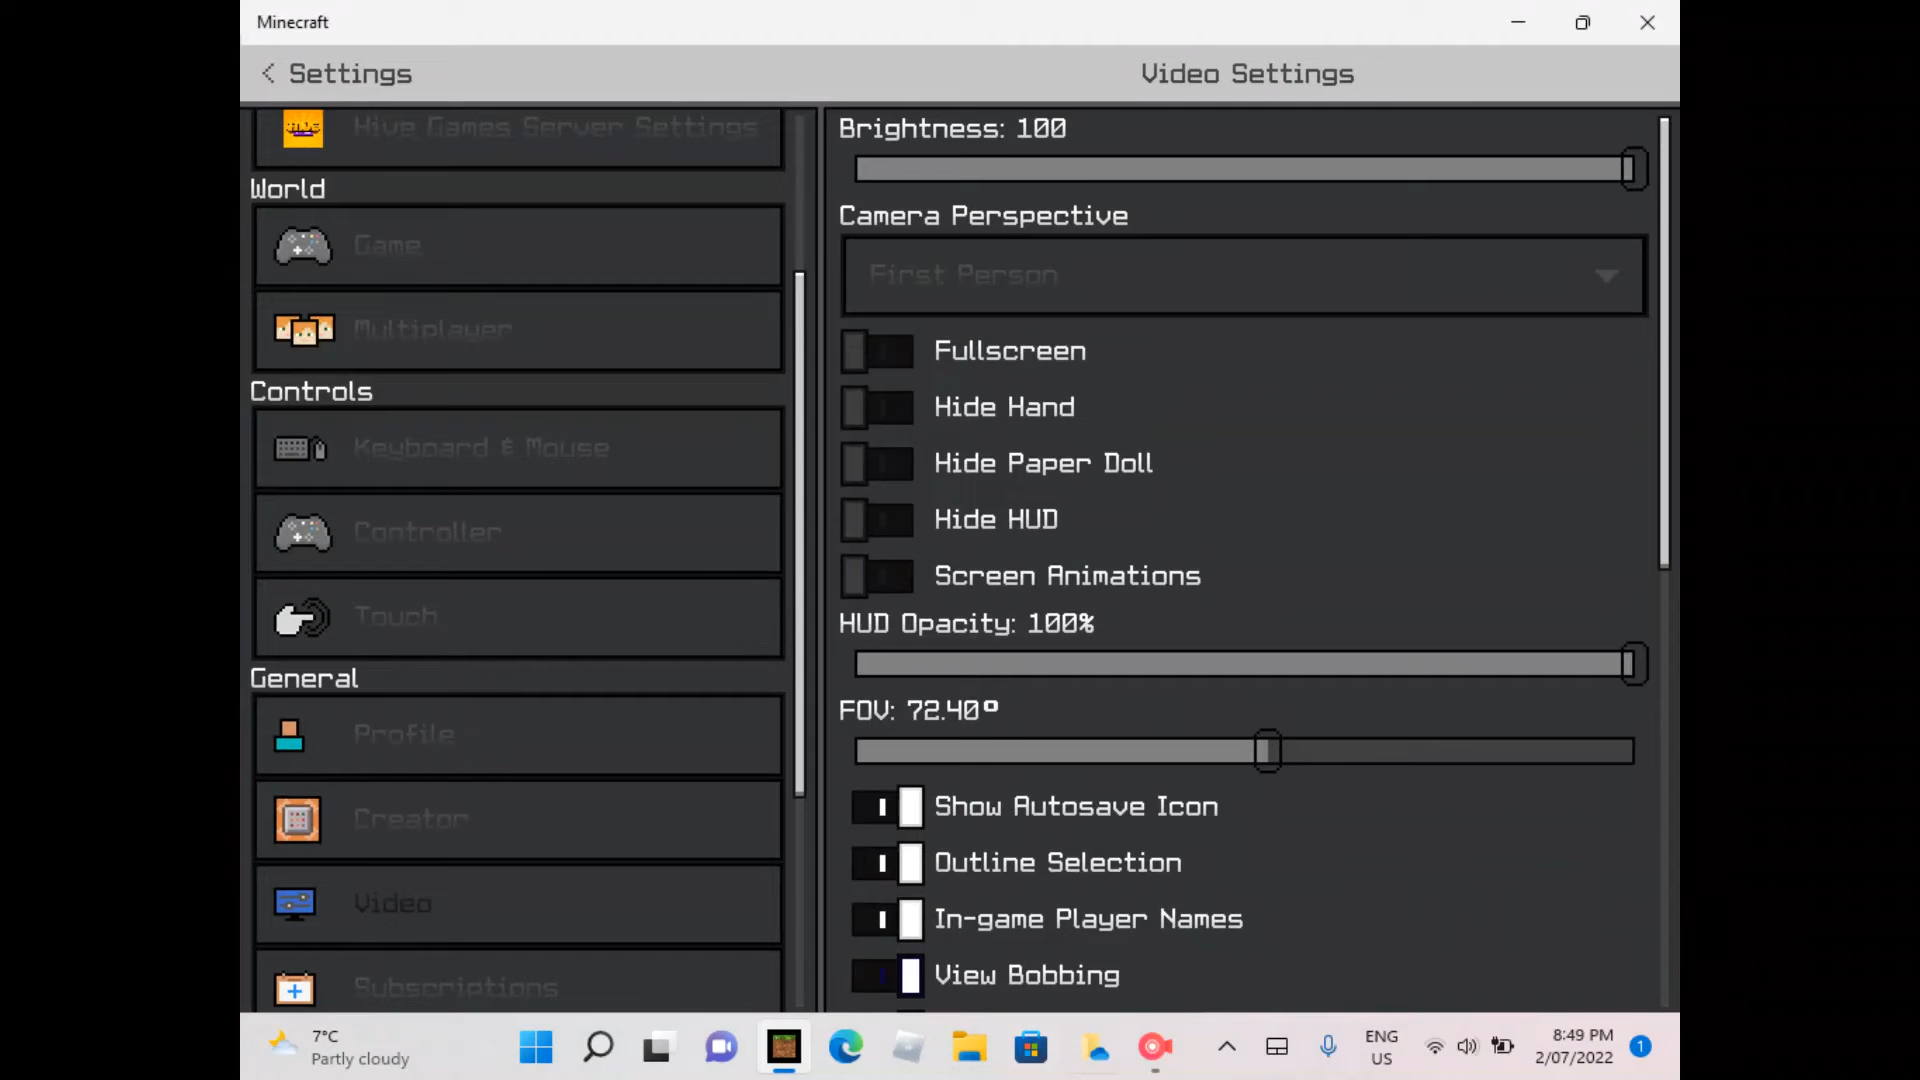 Minecraft
Settings
Video Settings
Hive Games Server Settings
World
Game
Multiplayer
Controls
Keyboard & Mouse
Controller
Touch
General
Profile
Creator
Video
Subscriptions
Brightness: 100
Camera Perspective
First Person
Fullscreen
Hide Hand
Hide Paper Doll
Hide HUD
Screen Animations
HUD Opacity: 100%
FOV: 72.40°
Show Autosave Icon
Outline Selection
In-game Player Names
View Bobbing
7°C
Partly cloudy
ENG
US
8:49 PM
2/07/2022
1